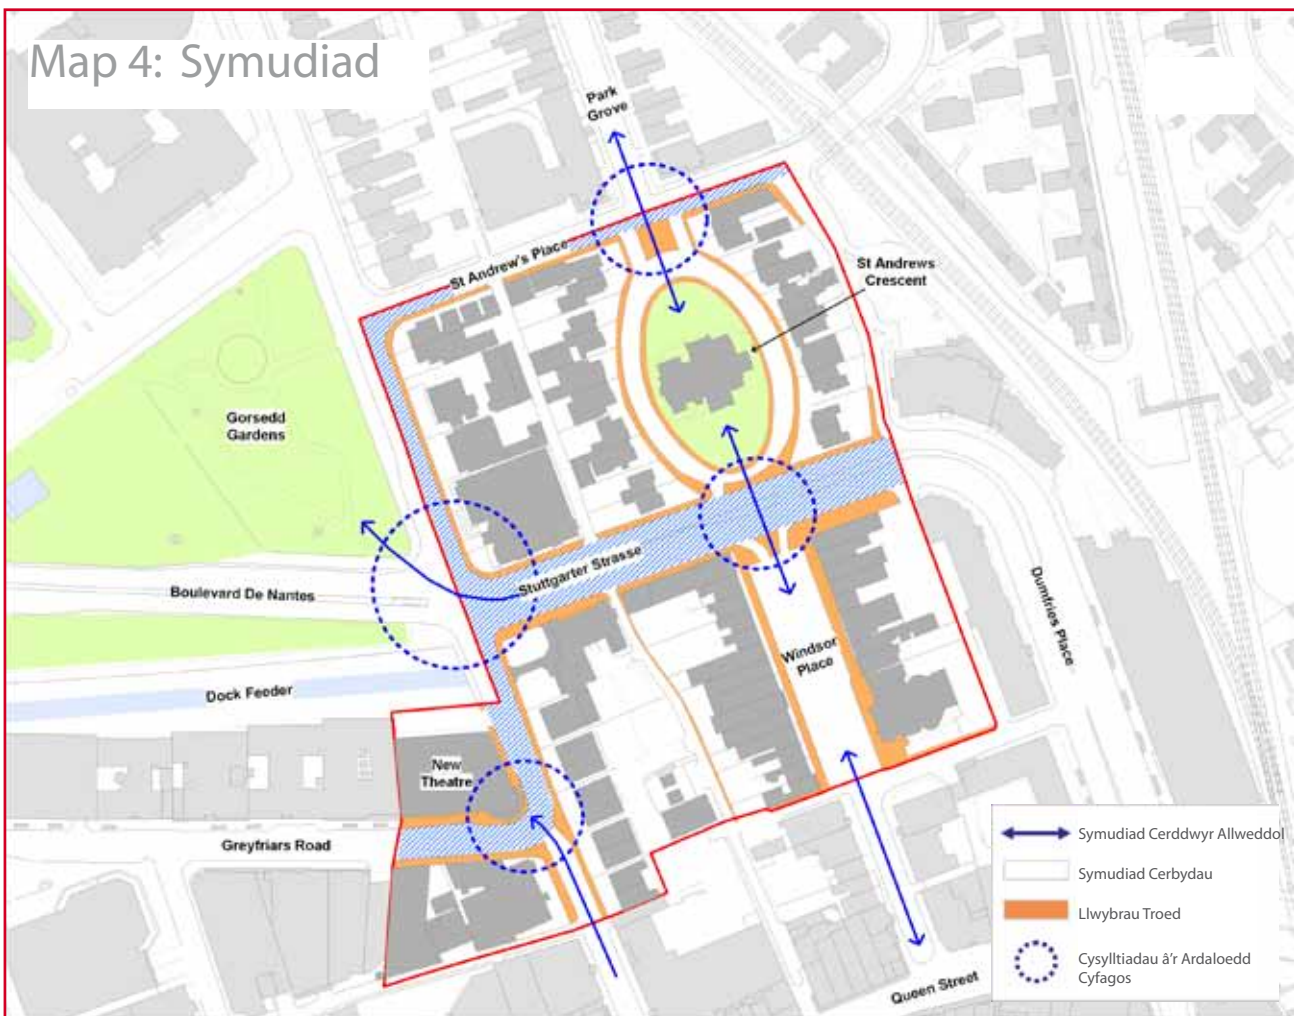 Map 4: Symudiad
Park
Grove
St Andrew's Place
St Andrews
Crescent
Gorsedd
Gardens
Stuttgarter Strasse
Boulevard De Nantes
Dumfries Place
Windsor
Place
Dock Feeder
New
Theatre
Greyfriars Road
Queen Street
Symudiad Cerddwyr Allweddol
Symudiad Cerbydau
Llwybrau Troed
Cysylltiadau â'r Ardaloedd
Cyfagos